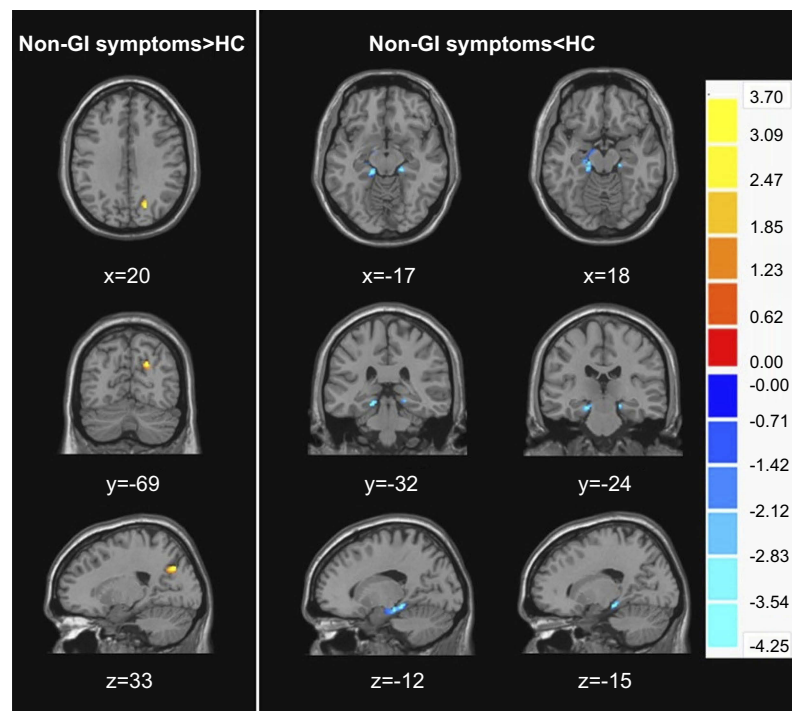 Non-GI symptoms>HC
Non-GI symptoms<HC
x=20
x=-17
x=18
y=-69
y=-32
y=-24
z=33
z=-12
z=-15
3.70
3.09
2.47
1.85
1.23
0.62
0.00
-0.00
-0.71
-1.42
-2.12
-2.83
-3.54
-4.25